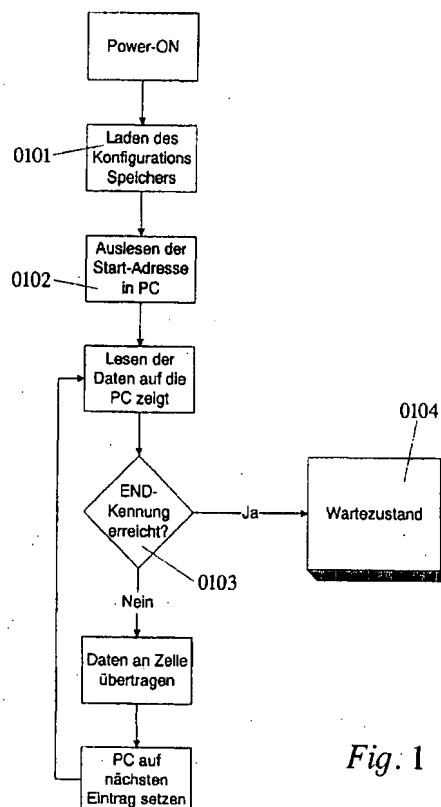 Power-ON
0101
Laden des
Konfigurations
Speichers
0102
Auslesen der
Start-Adresse
in PC
Lesen der
Daten auf die
PC zeigt
0104
END-
Kennung
erreicht?
Ja
Wartezustand
0103
Nein
Daten an Zelle
übertragen
PC auf
nächsten
Eintrag setzen
Fig. 1